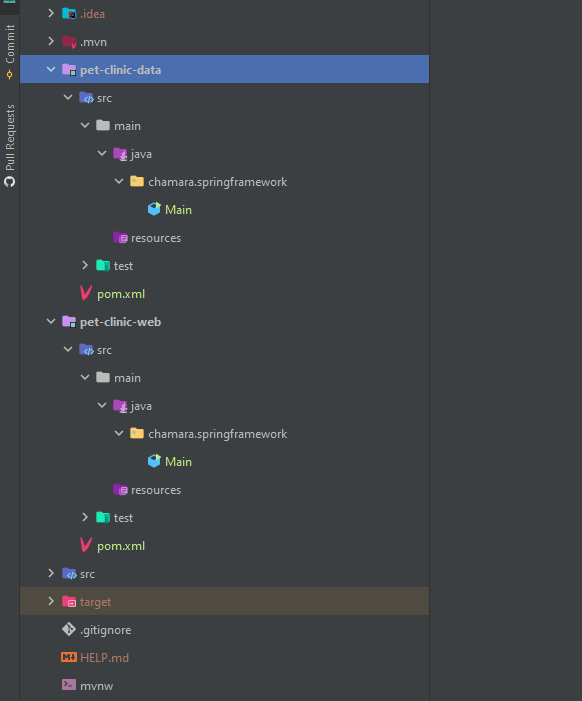 Commit
Pull Requests
.idea
.mvn
pet-clinic-data
src
main
java
chamara.springframework
Main
resources
test
pom.xml
pet-clinic-web
src
main
java
chamara.springframework
Main
resources
test
pom.xml
src
target
.gitignore
HELP.md
mvnw